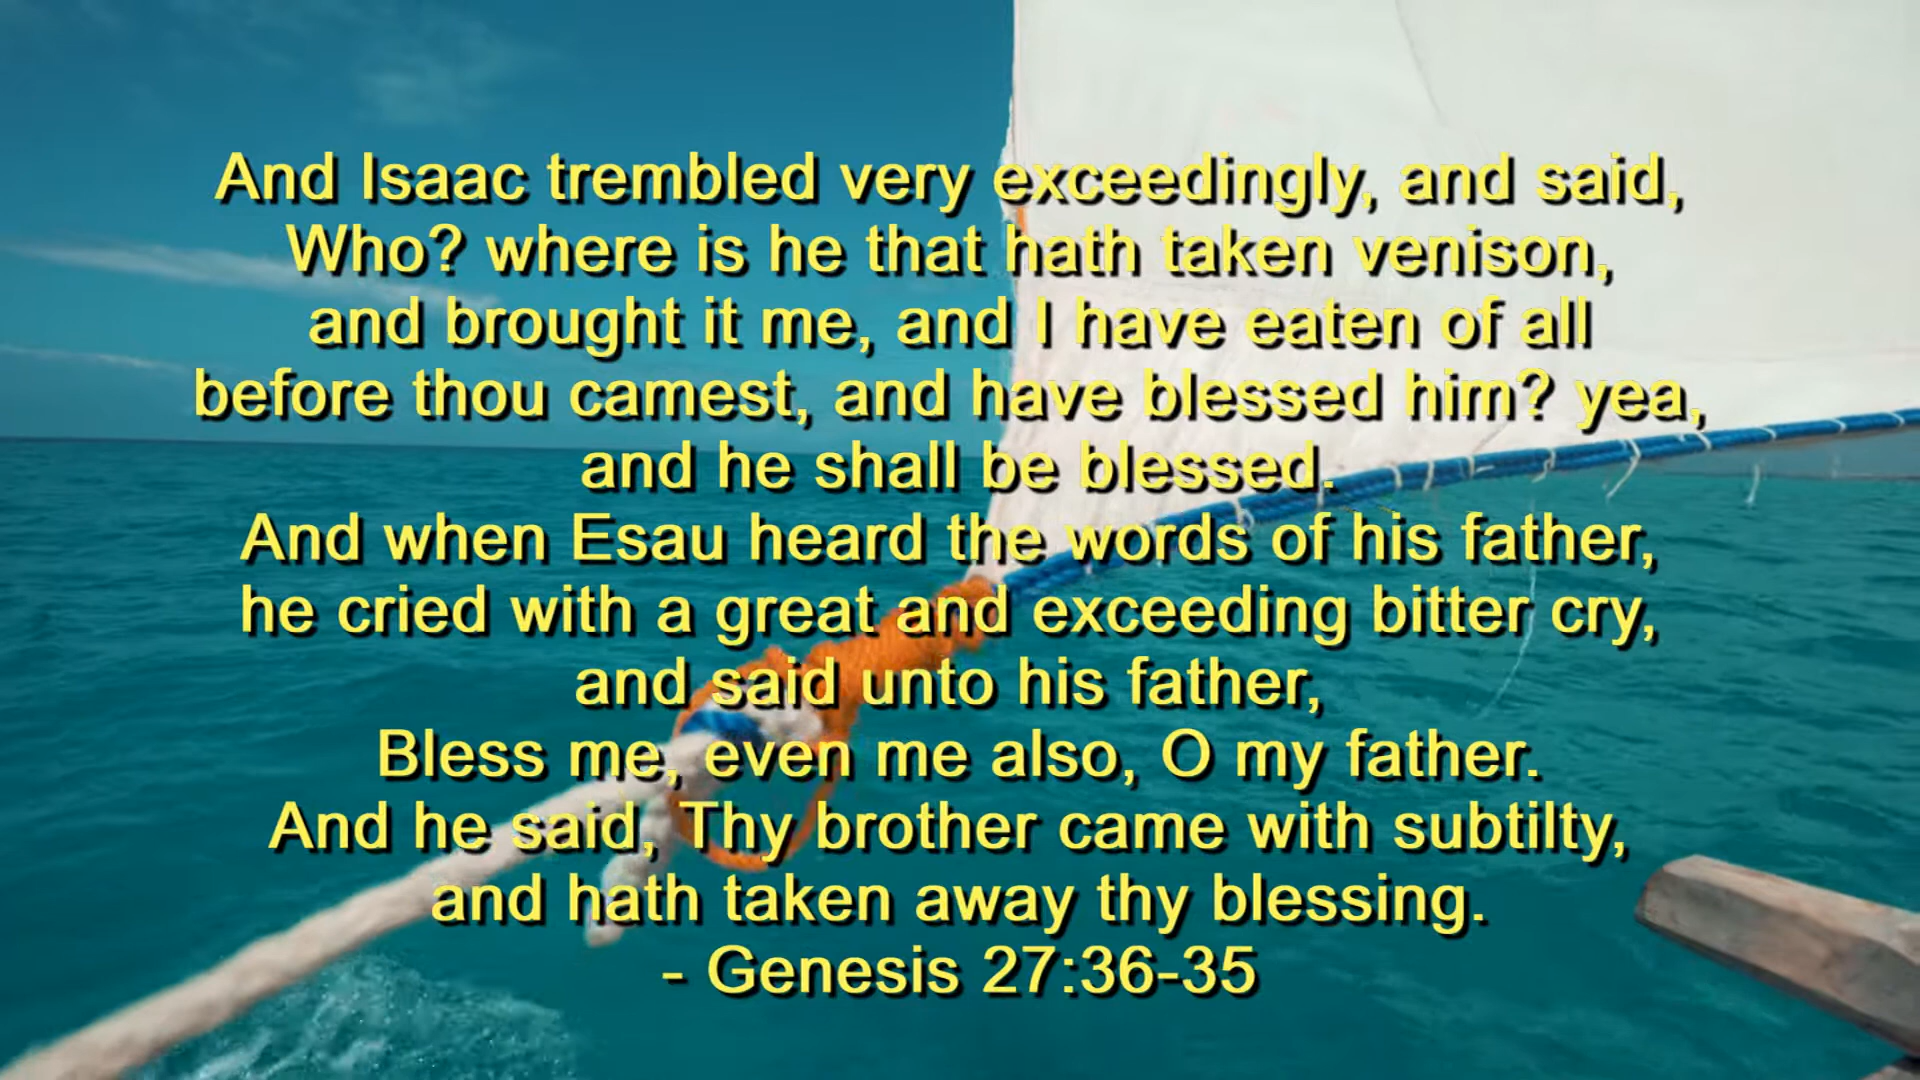 And Isaac trembled very exceedingly, and said,
Who? where is he that hath taken venison,
and brought it me, and I have eaten of all
before thou camest, and have blessed him? yea,
and he shall be blessed.
And when Esau heard the words of his father,
he cried with a great and exceeding bitter cry,
and said unto his father,
Bless me, even me also, O my father.
And he said, Thy brother came with subtilty,
and hath taken away thy blessing.
- Genesis 27:36-35